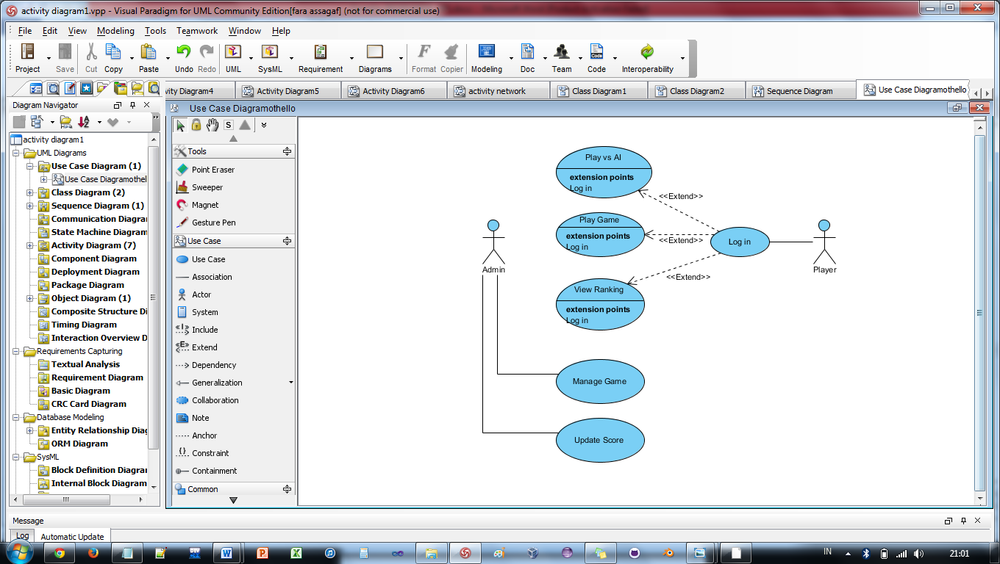 activity diagram1.vpp - Visual Paradigm for UML Community Edition[fara assagaf] (not for commercial use)
File Edit View Modeling Tools Teamwork Window Help
Project Save Cut Copy Paste Undo Redo UML SysML Requirement Diagrams Format Copier Modeling Doc Team Code Interoperability
vity Diagram4 Activity Diagram5 Activity Diagram6 activity network Class Diagram1 Class Diagram2 Sequence Diagram Use Case Diagramothello
Diagram Navigator
activity diagram1
UML Diagrams
Use Case Diagram (1)
Use Case Diagramothel
Class Diagram (2)
Sequence Diagram (1)
Communication Diagra
State Machine Diagram
Activity Diagram (7)
Component Diagram
Deployment Diagram
Package Diagram
Object Diagram (1)
Composite Structure Di
Timing Diagram
Interaction Overview D
Requirements Capturing
Textual Analysis
Requirement Diagram
Basic Diagram
CRC Card Diagram
Database Modeling
Entity Relationship Diag
ORM Diagram
SysML
Block Definition Diagra
Internal Block Diagram
Use Case Diagramothello
S
Tools
Point Eraser
Sweeper
Magnet
Gesture Pen
Use Case
Use Case
Association
Actor
System
Include
Extend
Dependency
Generalization
Collaboration
Note
Anchor
Constraint
Containment
Common
Play vs AI
extension points
Log in
<<Extend>>
Play Game
extension points
Log in
<<Extend>>
Log in
Admin
Player
<<Extend>>
View Ranking
extension points
Log in
Manage Game
Update Score
Message
Log Automatic Update
IN 21:01